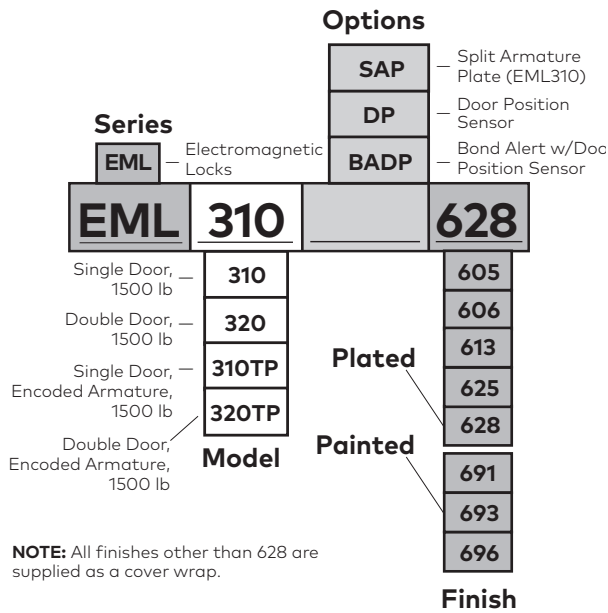 Options
SAP
Split Armature
Plate (EML310)
DP
Door Position
Sensor
BADP
Bond Alert w/Doo
Position Sensor
Series
EML
Electromagnetic
Locks
EML 310 628
Single Door,
1500 lb
310
Double Door,
1500 lb
320
Single Door,
Encoded Armature,
1500 lb
310TP
Double Door,
Encoded Armature,
1500 lb
320TP
Model
Plated
605
606
613
625
628
Painted
691
693
696
Finish
NOTE: All finishes other than 628 are
supplied as a cover wrap.